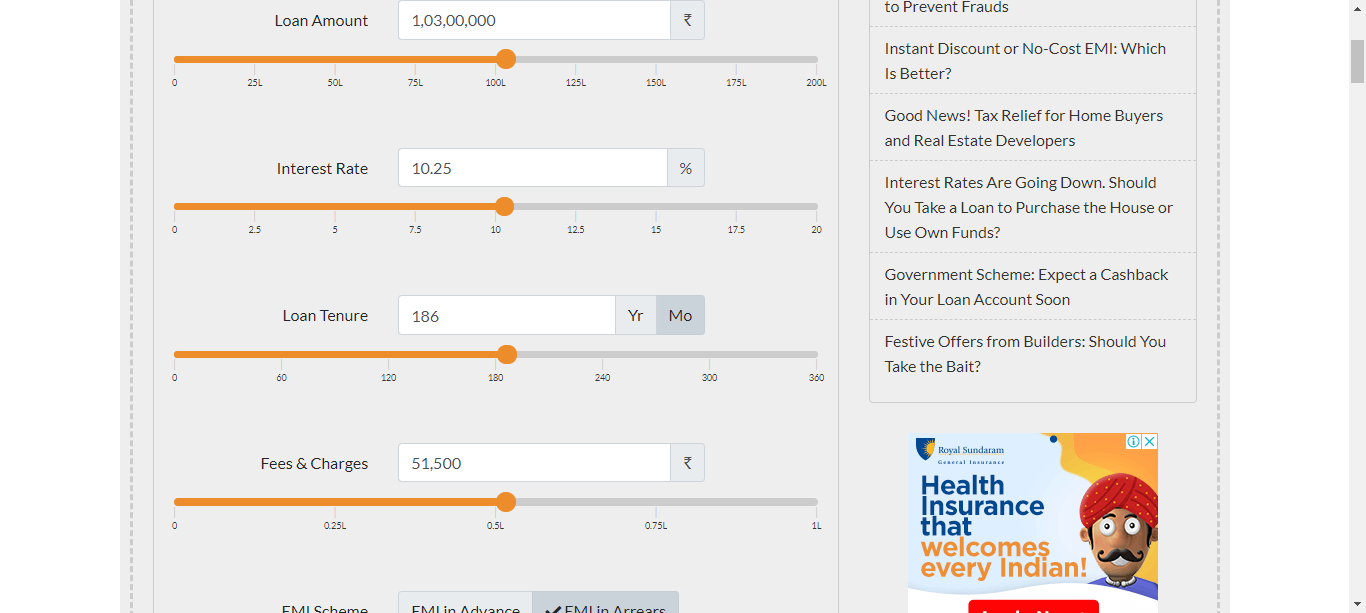 Loan Amount 1,03,00,000 ₹
0 25L 50L 75L 100L 125L 150L 175L 200L
Interest Rate 10.25 %
0 2.5 5 7.5 10 12.5 15 17.5 20
Loan Tenure 186 Yr Mo
0 60 120 180 240 300 360
Fees & Charges 51,500 ₹
0 0.25L 0.5L 0.75L 1L
EMI Scheme EMI in Advance EMI in Arrears
to Prevent Frauds
Instant Discount or No-Cost EMI: Which
Is Better?
Good News! Tax Relief for Home Buyers
and Real Estate Developers
Interest Rates Are Going Down. Should
You Take a Loan to Purchase the House or
Use Own Funds?
Government Scheme: Expect a Cashback
in Your Loan Account Soon
Festive Offers from Builders: Should You
Take the Bait?
Royal Sundaram
General Insurance
Health
Insurance
that
welcomes
every Indian!